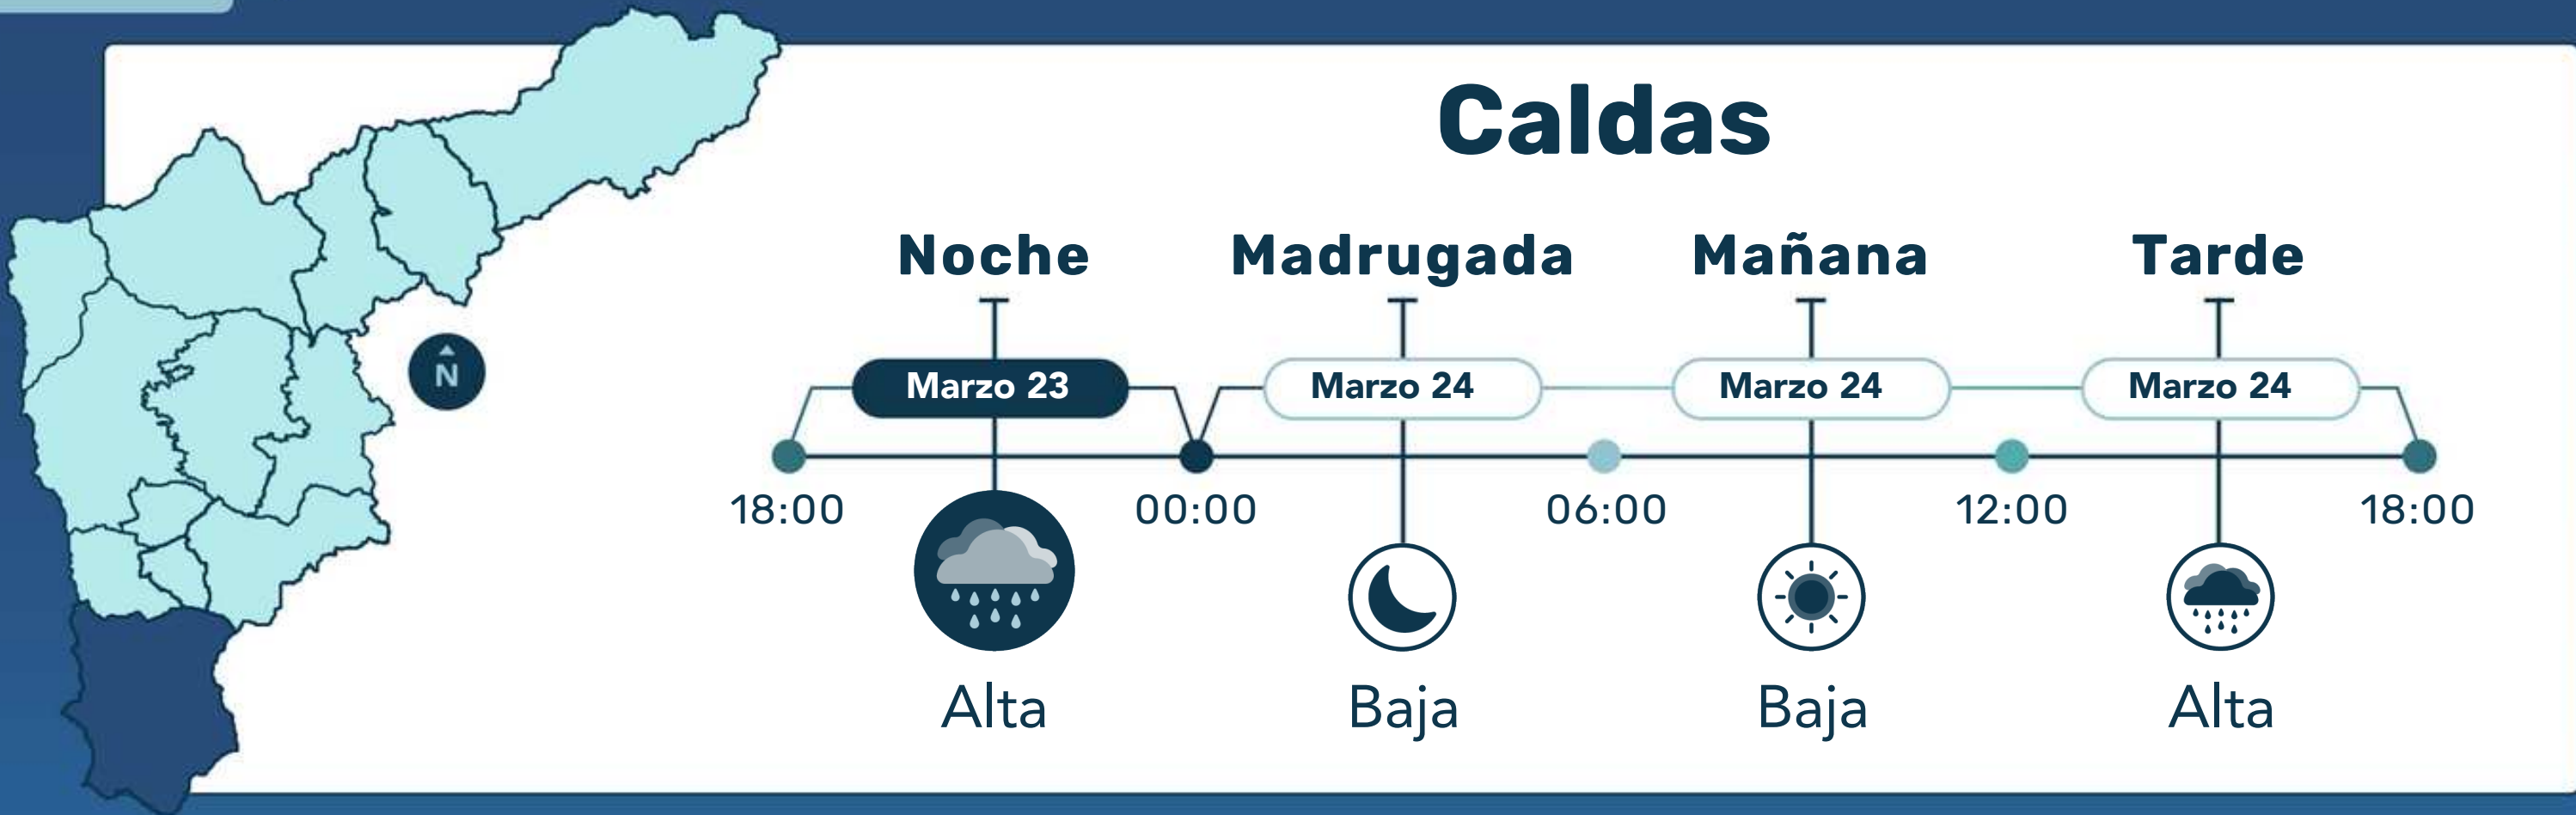 Caldas
Noche
Madrugada
Mañana
Tarde
Marzo 23
Marzo 24
Marzo 24
Marzo 24
N
18:00
00:00
06:00
12:00
18:00
Alta
Baja
Baja
Alta